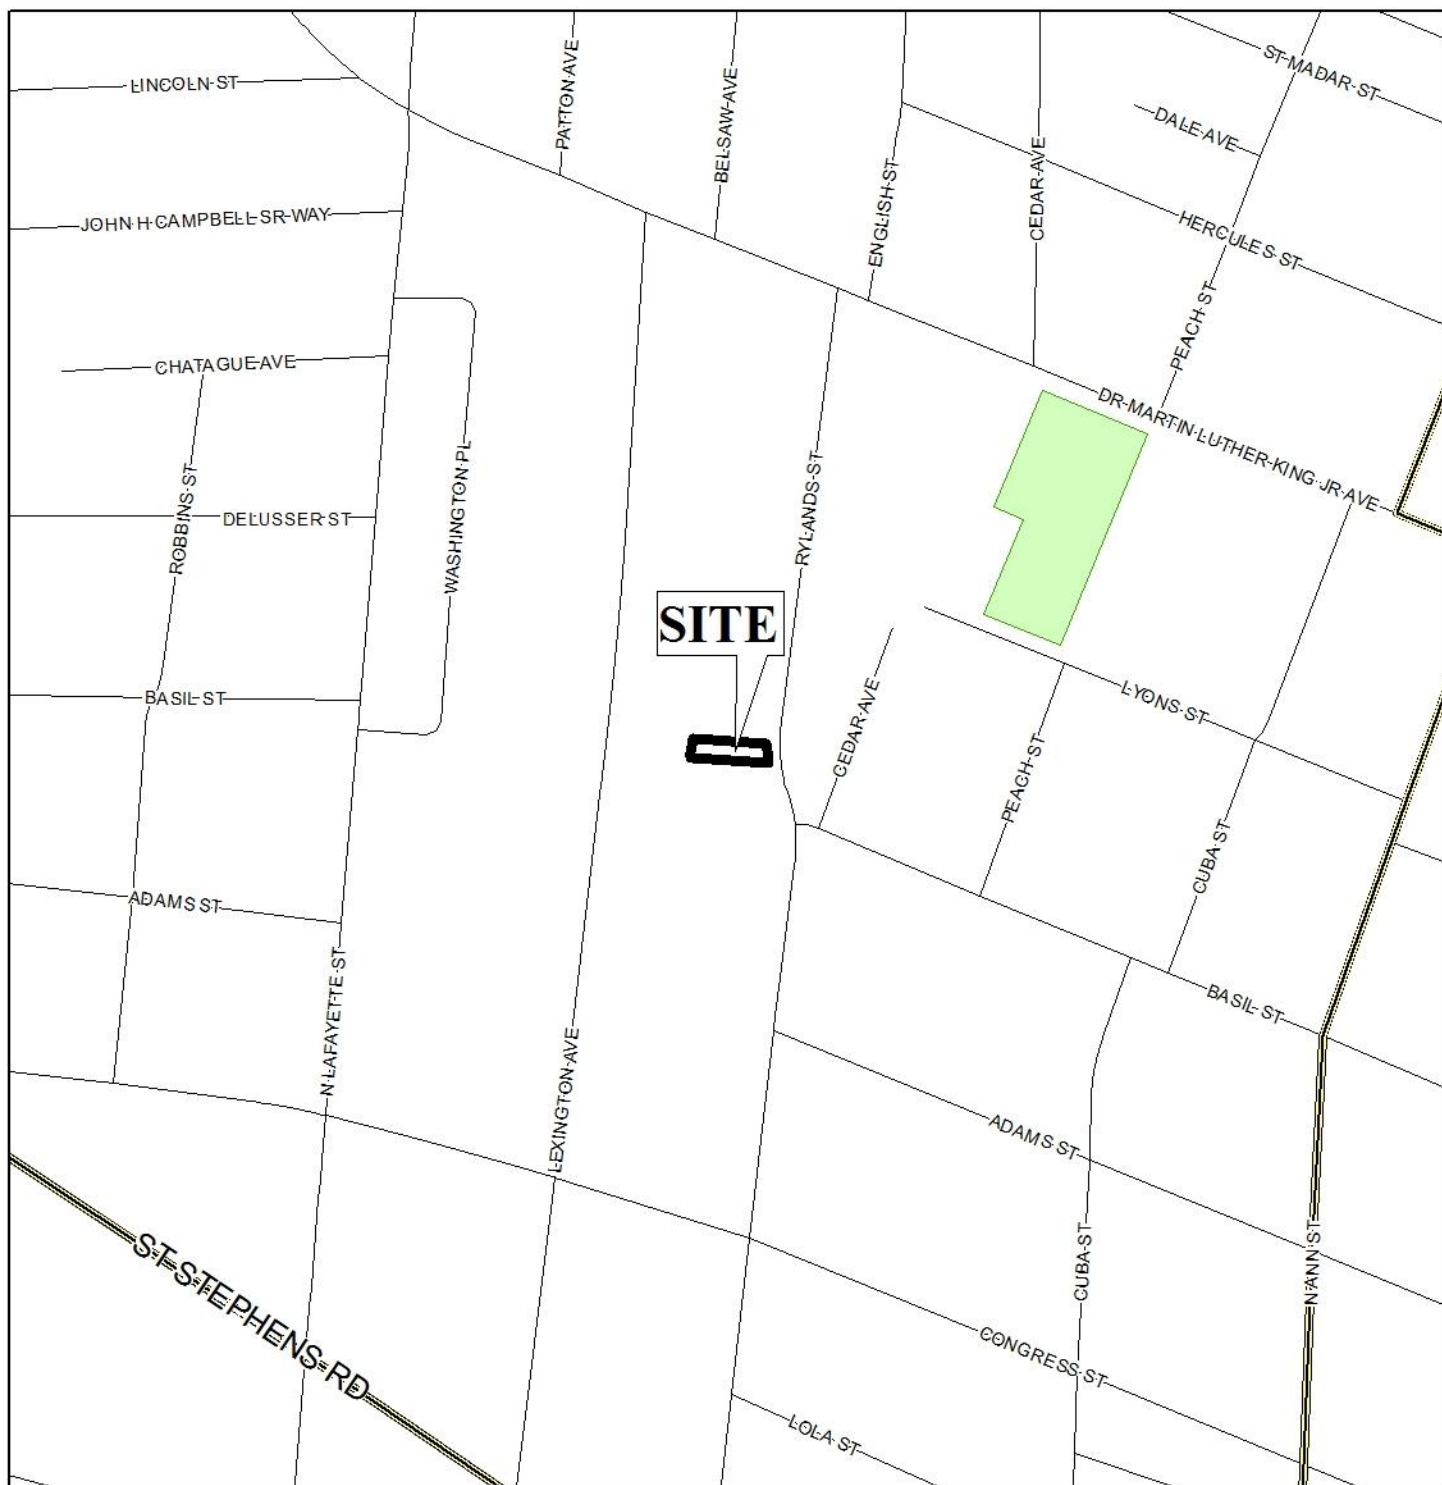 LINCOLN ST
PATTON AVE
BELSAW AVE
ST MADAR ST
DALE AVE
ENGLISH ST
CEDAR AVE
JOHN H CAMPBELL SR WAY
HERCULES ST
PEACH ST
CHATAGUE AVE
DR MARTIN LUTHER KING JR AVE
ROBBINS ST
DELUSSER ST
WASHINGTON PL
RYLANDS ST
SITE
BASIL ST
CEDAR AVE
LYONS ST
PEACH ST
CUBA ST
ADAMS ST
N LAFAYETTE ST
LEXINGTON AVE
BASIL ST
ADAMS ST
CUBA ST
N ANN ST
ST STEPHENS RD
CONGRESS ST
LOLA ST